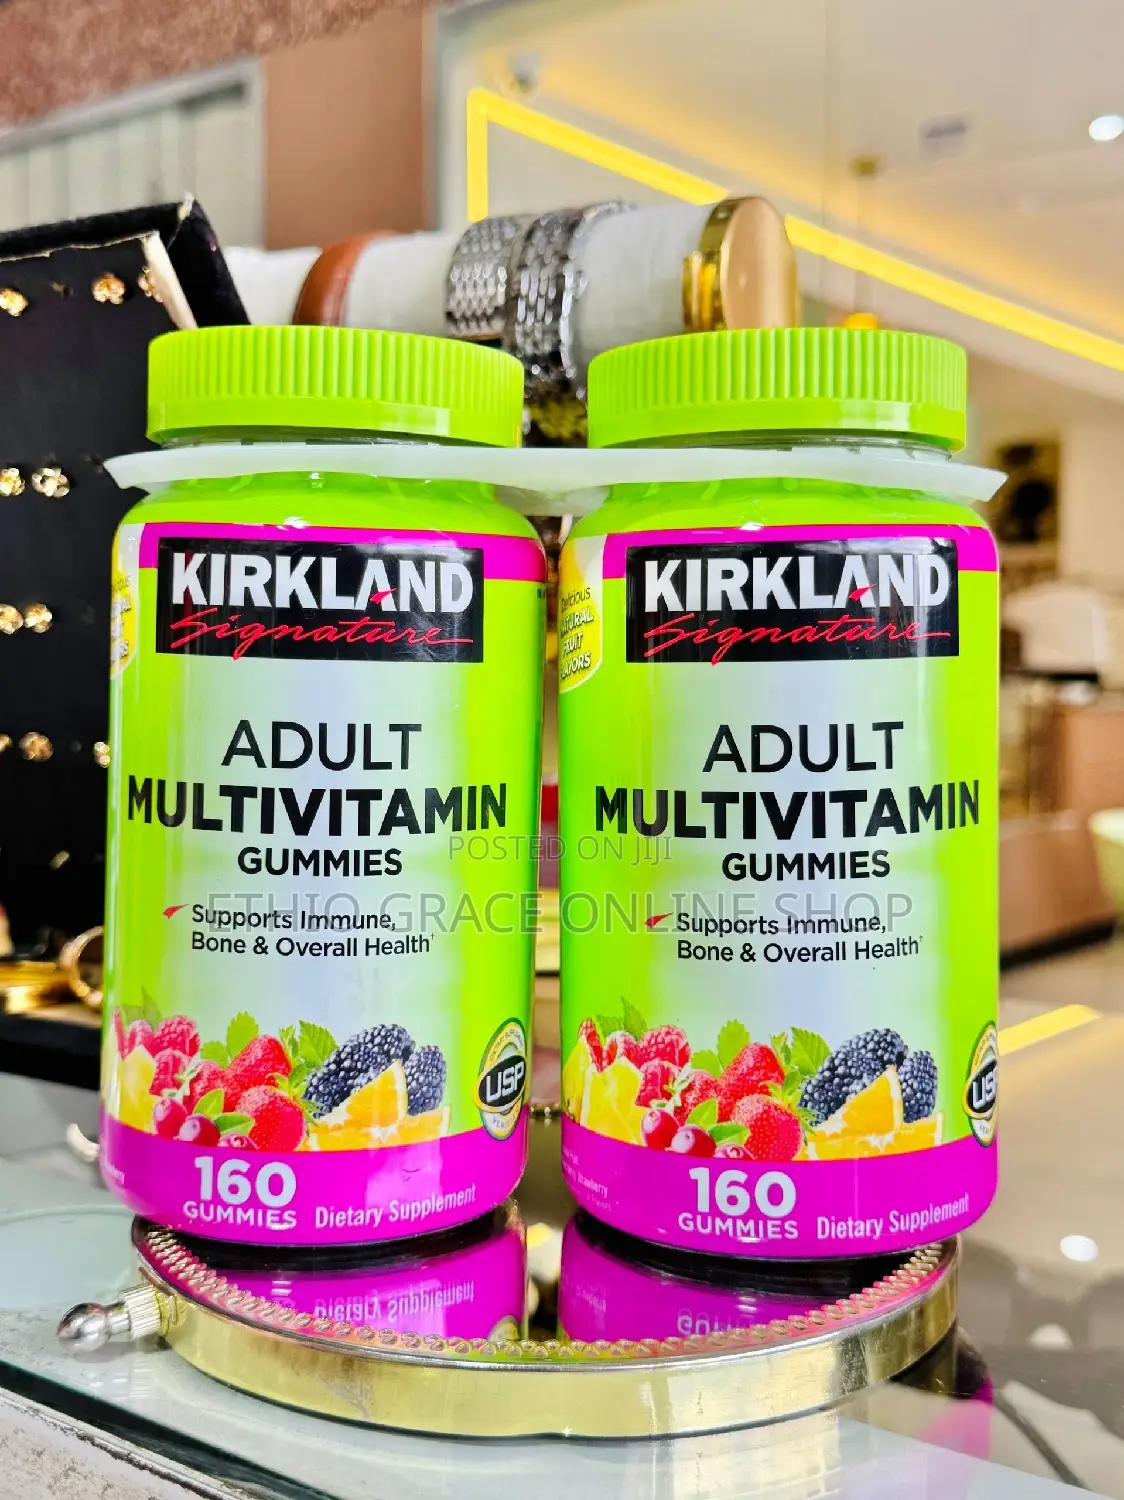 KIRKLAND
Signature
ADULT
MULTIVITAMIN
GUMMIES
Supports Immune,
Bone & Overall Health†
USP
160
GUMMIES
Dietary Supplement
Delicious
NATURAL
FRUIT
FLAVORS
KIRKLAND
Signature
ADULT
MULTIVITAMIN
GUMMIES
Supports Immune,
Bone & Overall Health†
USP
Strawberry
160
GUMMIES
Dietary Supplement
POSTED ON JIJI
ETHIO GRACE ONLINE SHOP